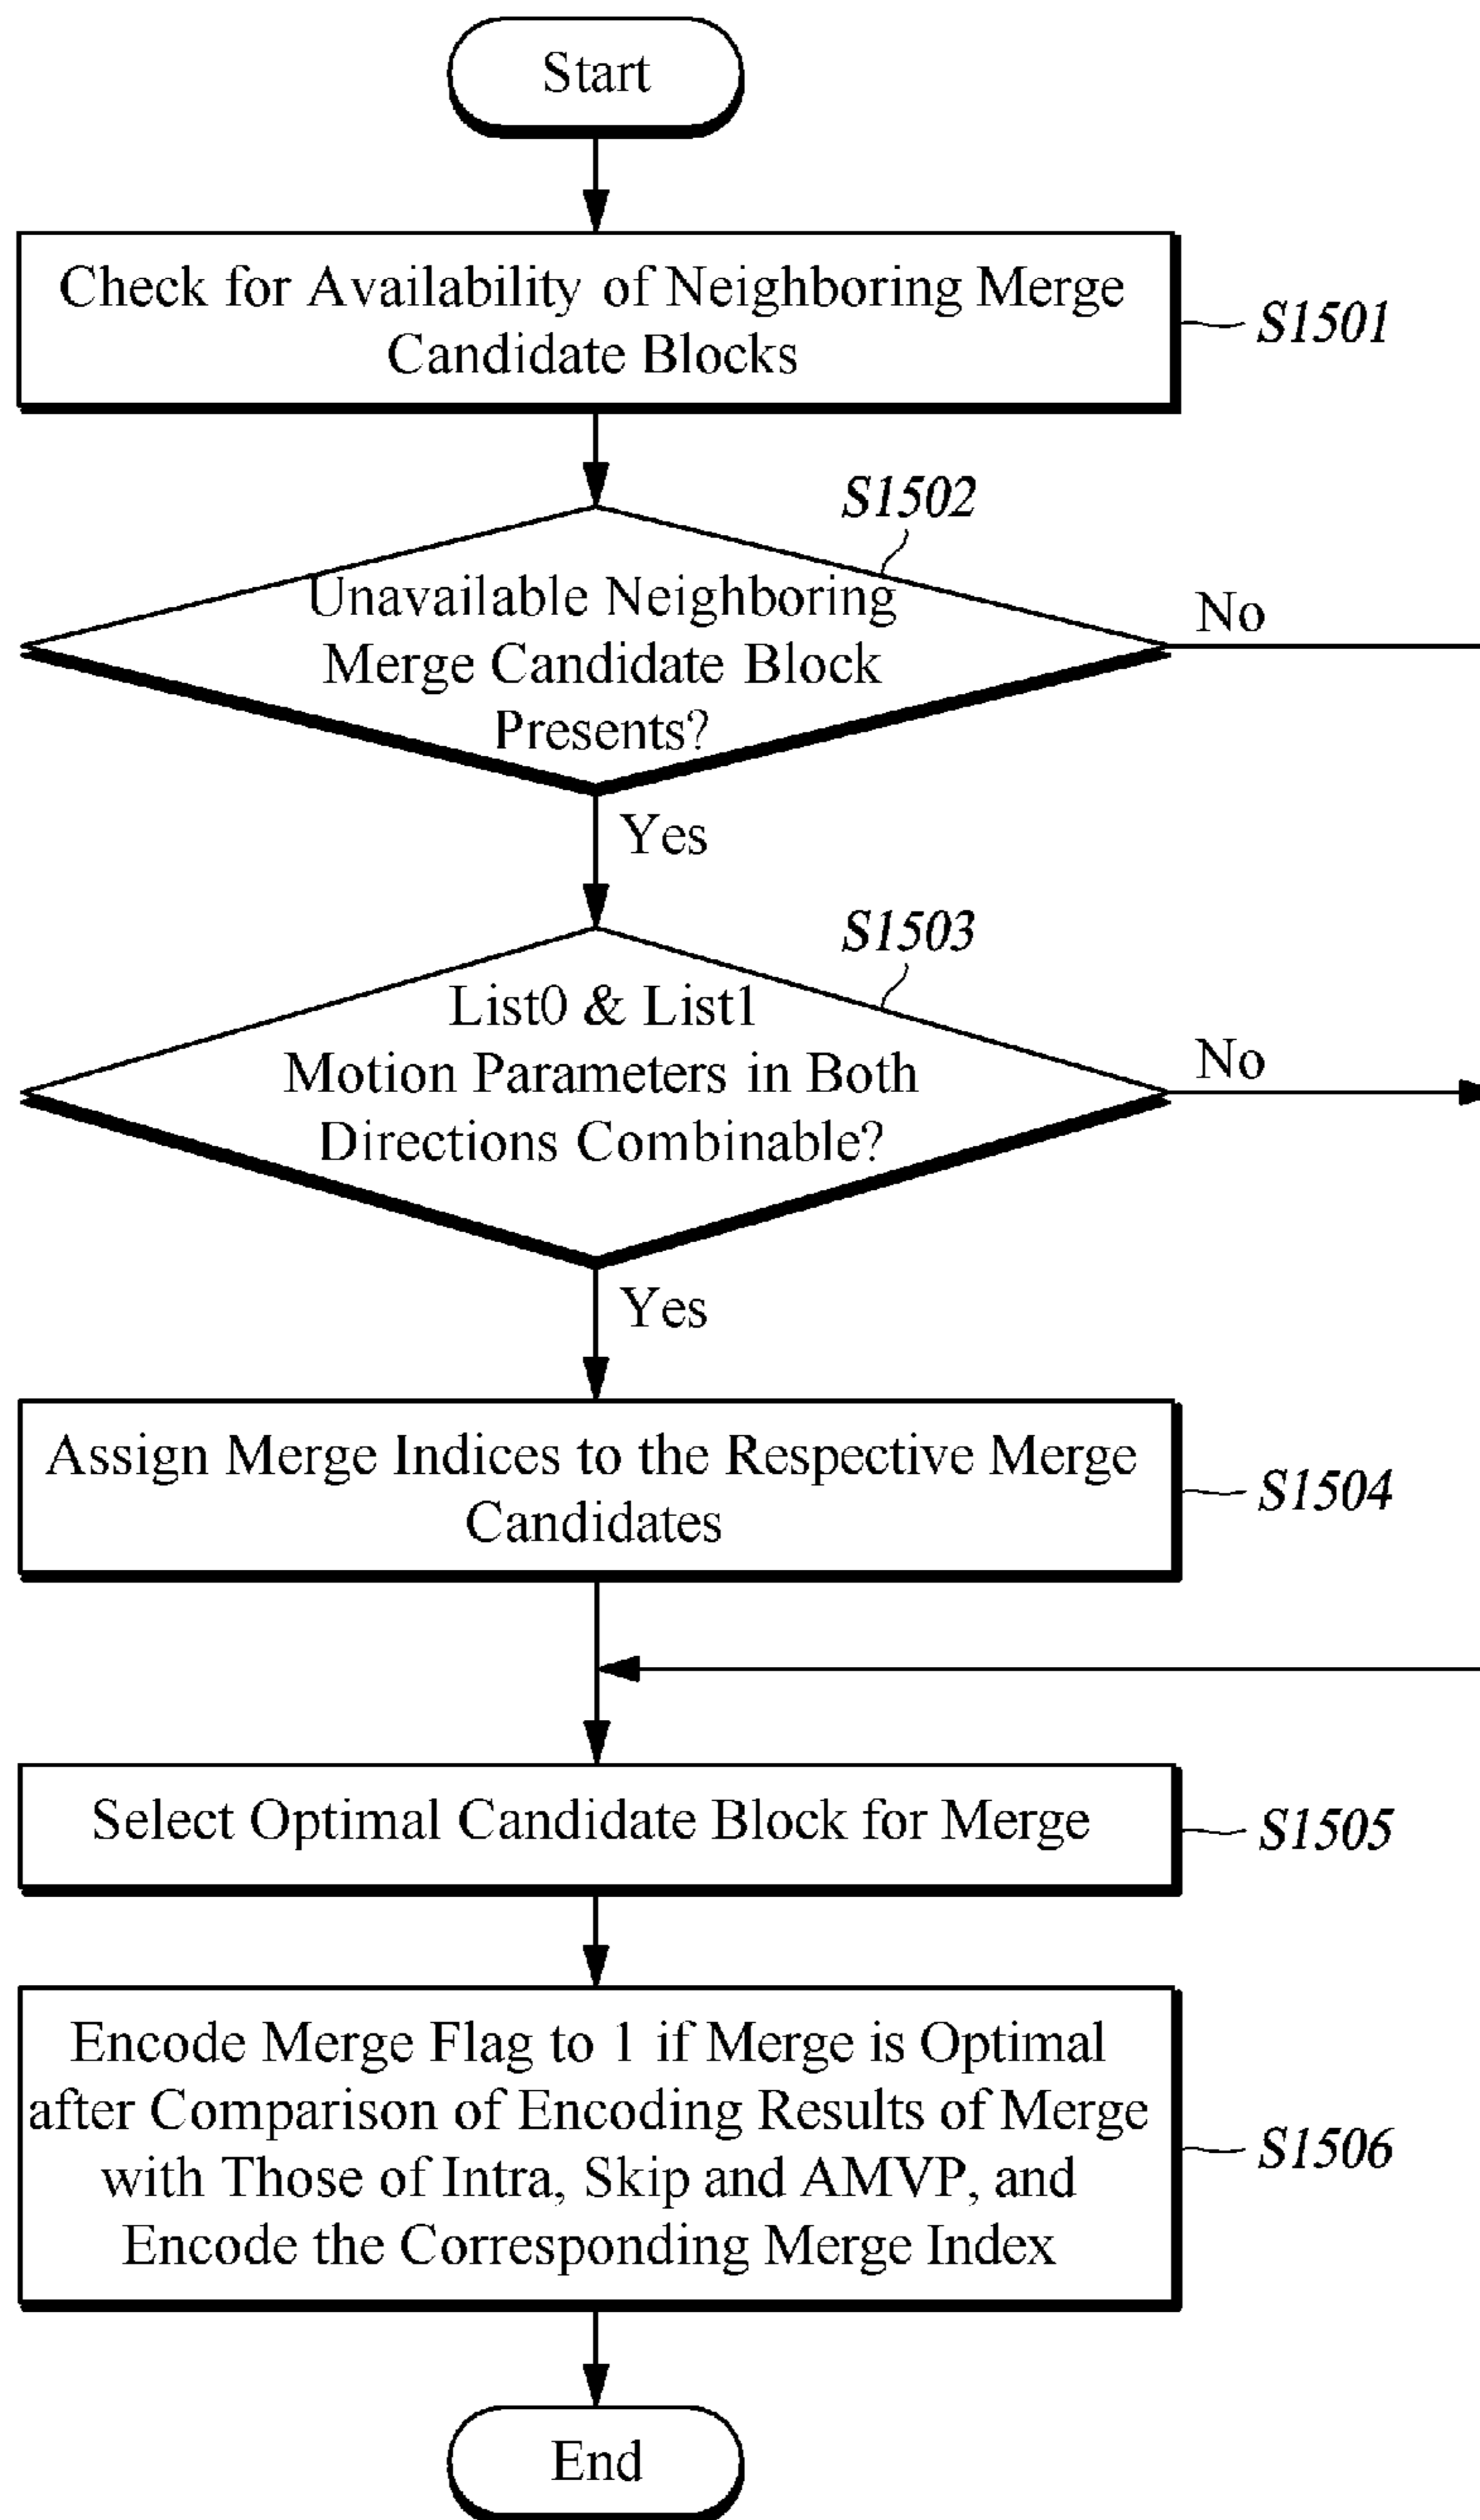 Start
Check for Availability of Neighboring Merge
Candidate Blocks
S1501
S1502
Unavailable Neighboring
Merge Candidate Block
Presents?
No
Yes
S1503
List0 & List1
Motion Parameters in Both
Directions Combinable?
No
Yes
Assign Merge Indices to the Respective Merge
Candidates
S1504
Select Optimal Candidate Block for Merge
S1505
Encode Merge Flag to 1 if Merge is Optimal
after Comparison of Encoding Results of Merge
with Those of Intra, Skip and AMVP, and
Encode the Corresponding Merge Index
S1506
End